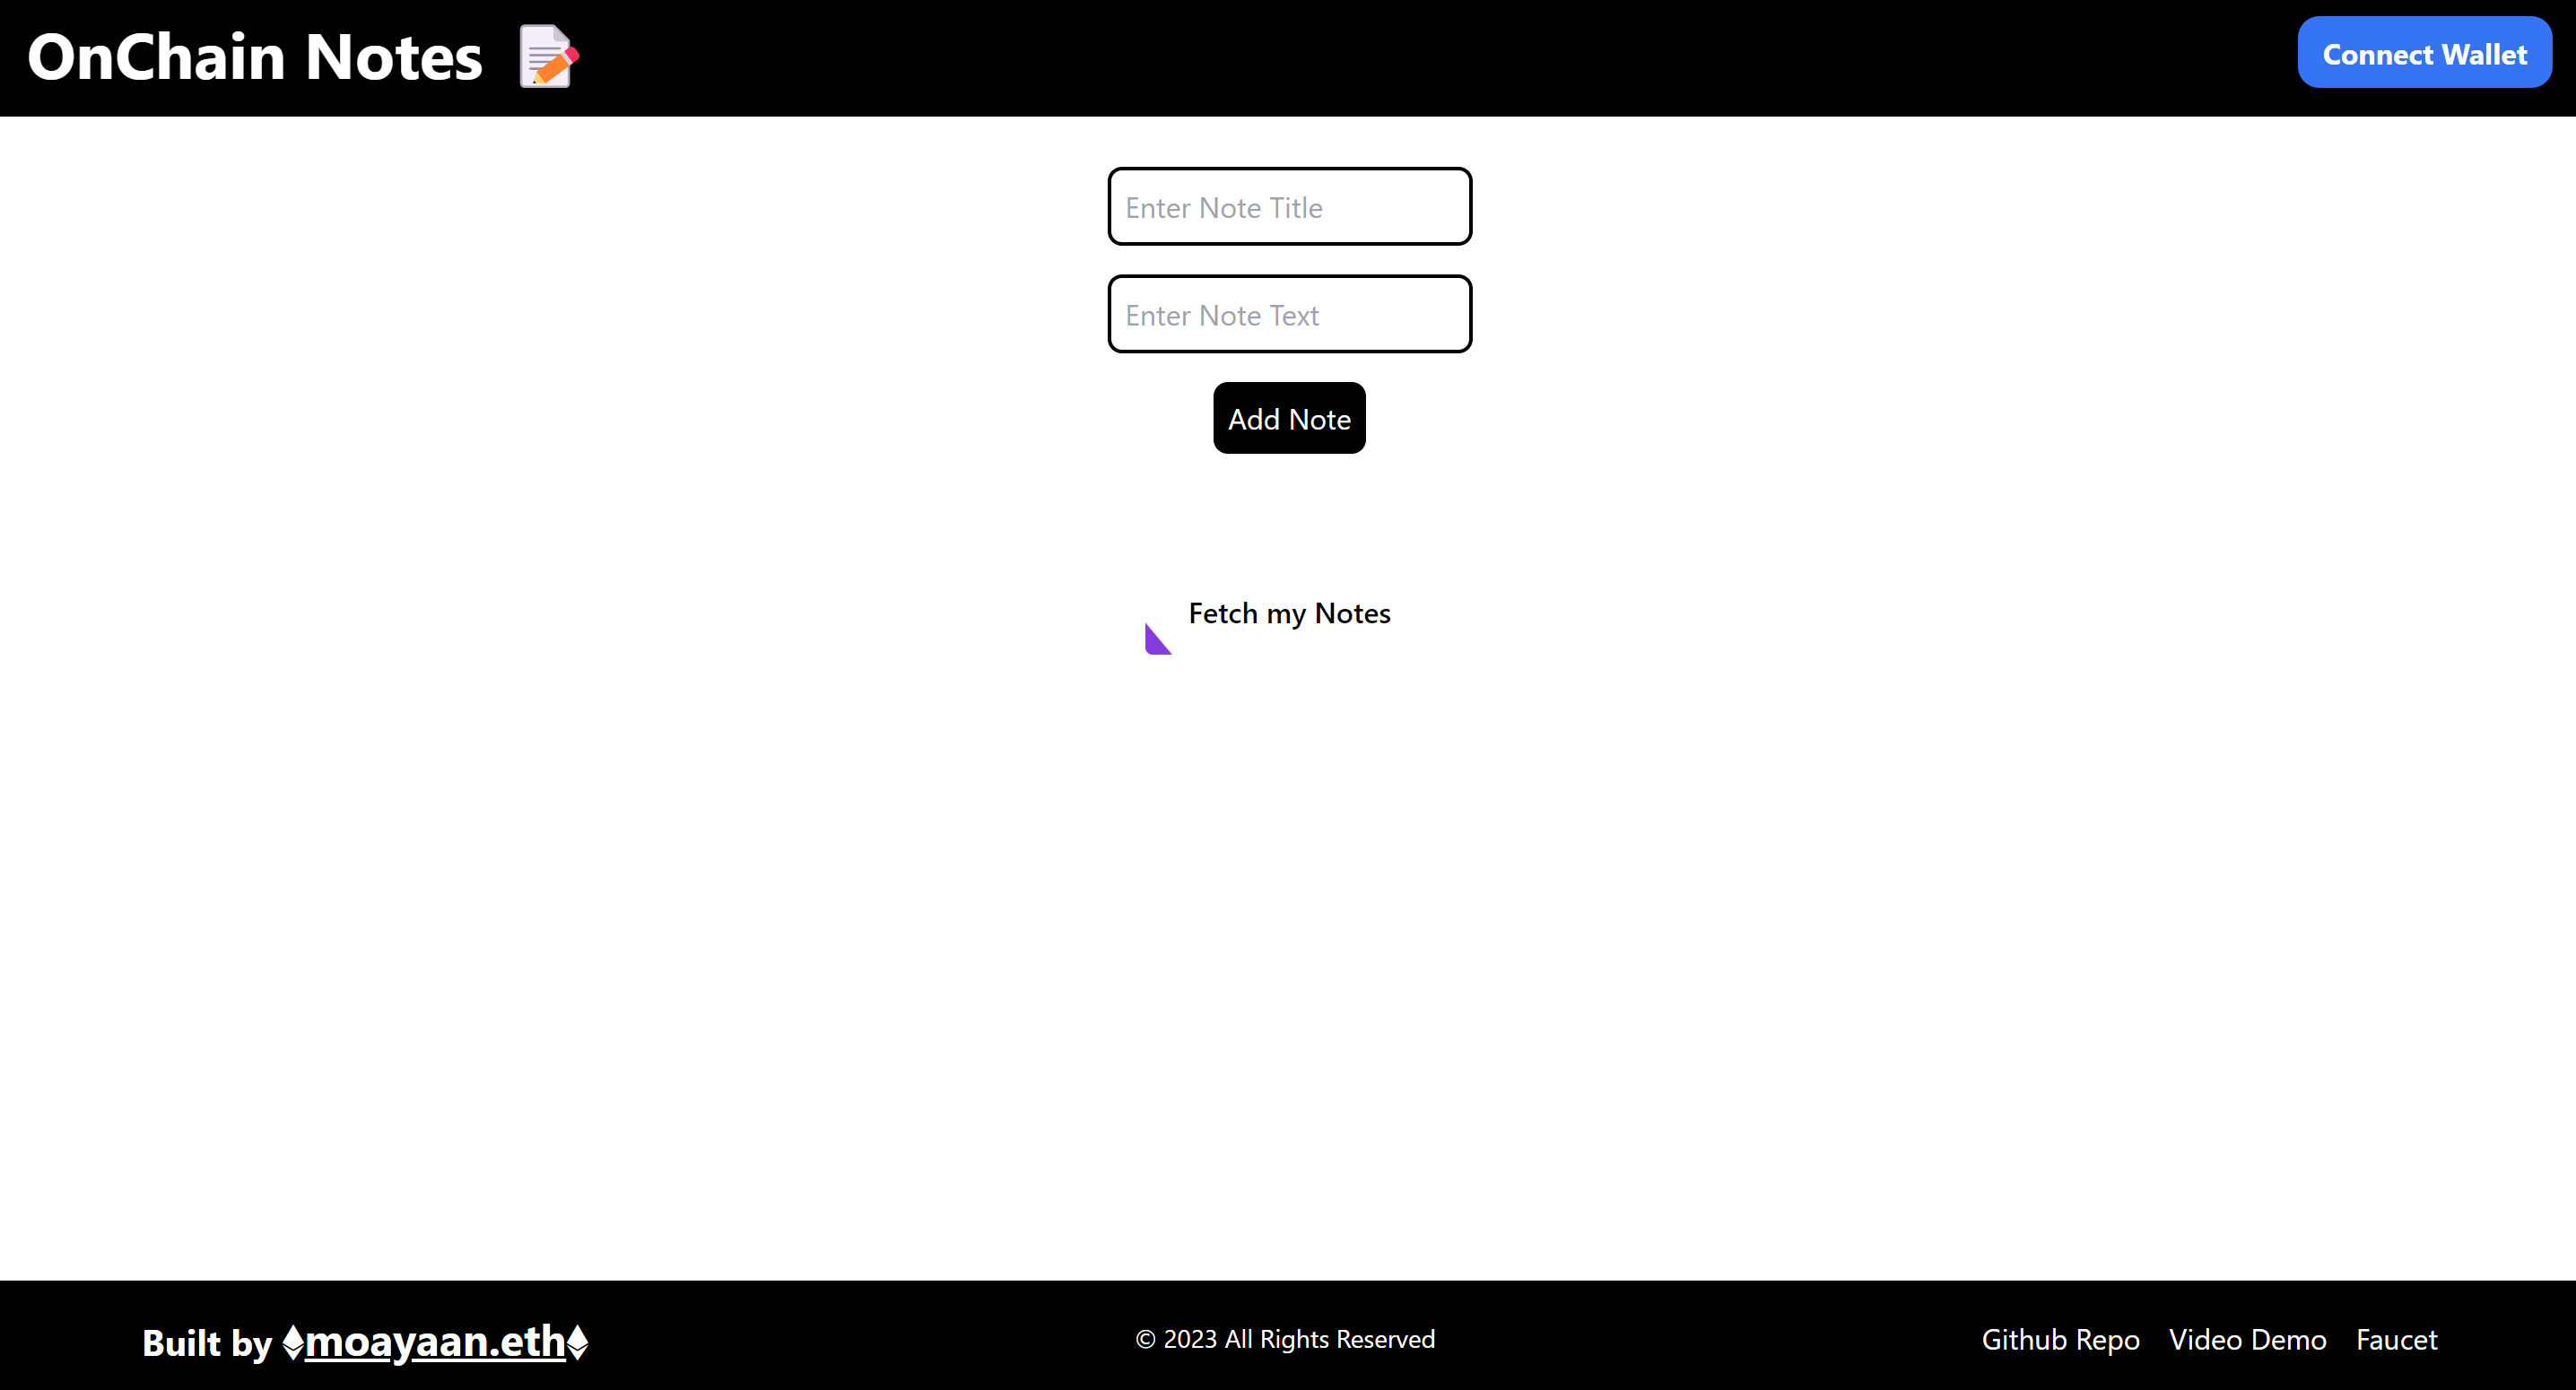 OnChain Notes
Connect Wallet
Enter Note Title
Enter Note Text
Add Note
Fetch my Notes
Built by moayaan.eth
© 2023 All Rights Reserved
Github Repo Video Demo Faucet